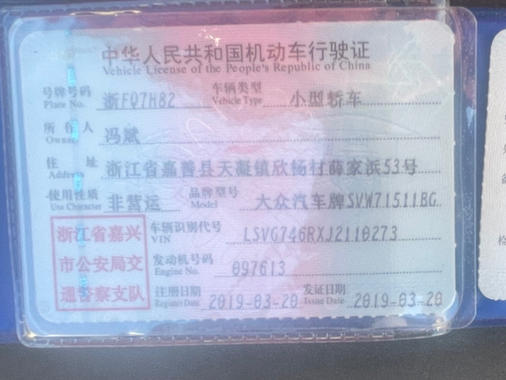 中华人民共和国机动车行驶证
Vehicle License of the People's Republic of China
号牌号码 浙FQ7H82 车辆类型 小型轿车
Plate No. Vehicle Type
所有人 冯斌
Owner
住址 浙江省嘉善县天凝镇欣杨村薛家浜53号
Address
使用性质 非营运 品牌型号 大众汽车牌SVW71511BG
Use Character Model
浙江省嘉兴
市公安局交
通警察支队
车辆识别代号 LSVG746RXJ2110273
VIN
发动机号码 097613
Engine No.
注册日期 2019-03-20 发证日期 2019-03-20
Register Date Issue Date